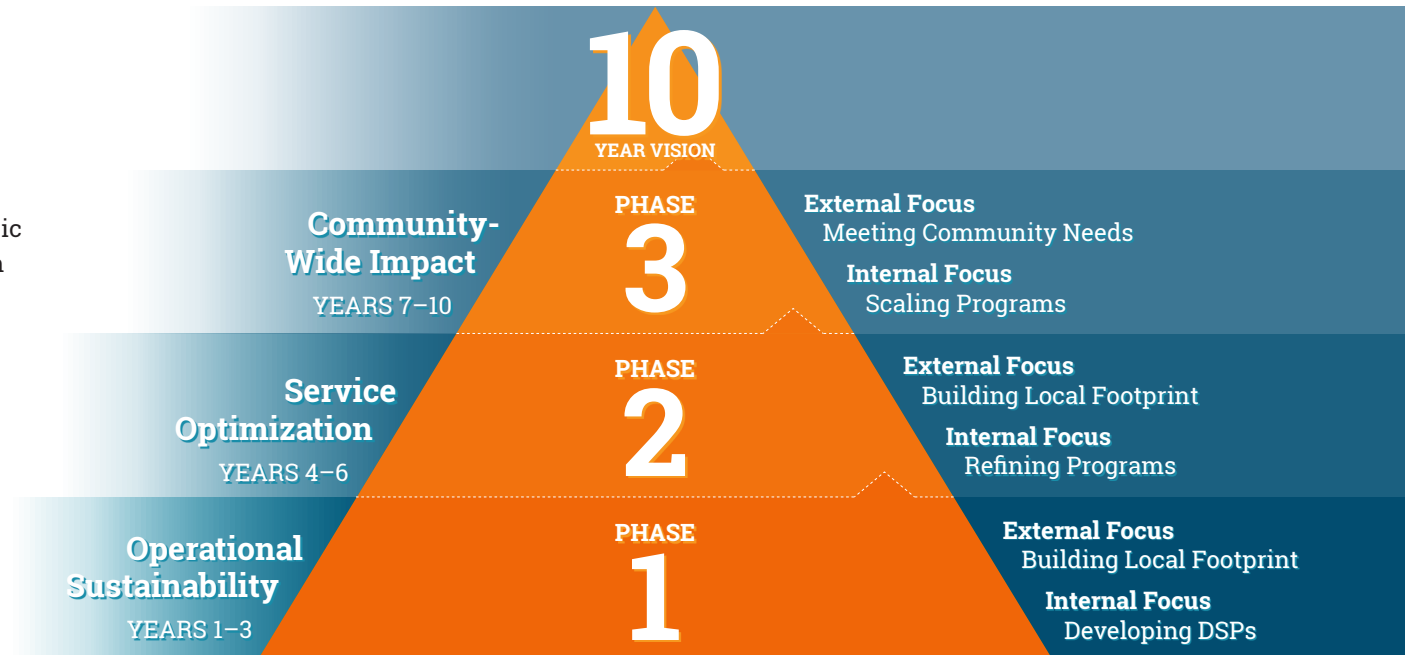 10
YEAR VISION
ic
Community-
Wide Impact
YEARS 7–10
PHASE
3
External Focus
Meeting Community Needs
Internal Focus
Scaling Programs
Service
Optimization
YEARS 4–6
PHASE
2
External Focus
Building Local Footprint
Internal Focus
Refining Programs
Operational
Sustainability
YEARS 1–3
PHASE
1
External Focus
Building Local Footprint
Internal Focus
Developing DSPs